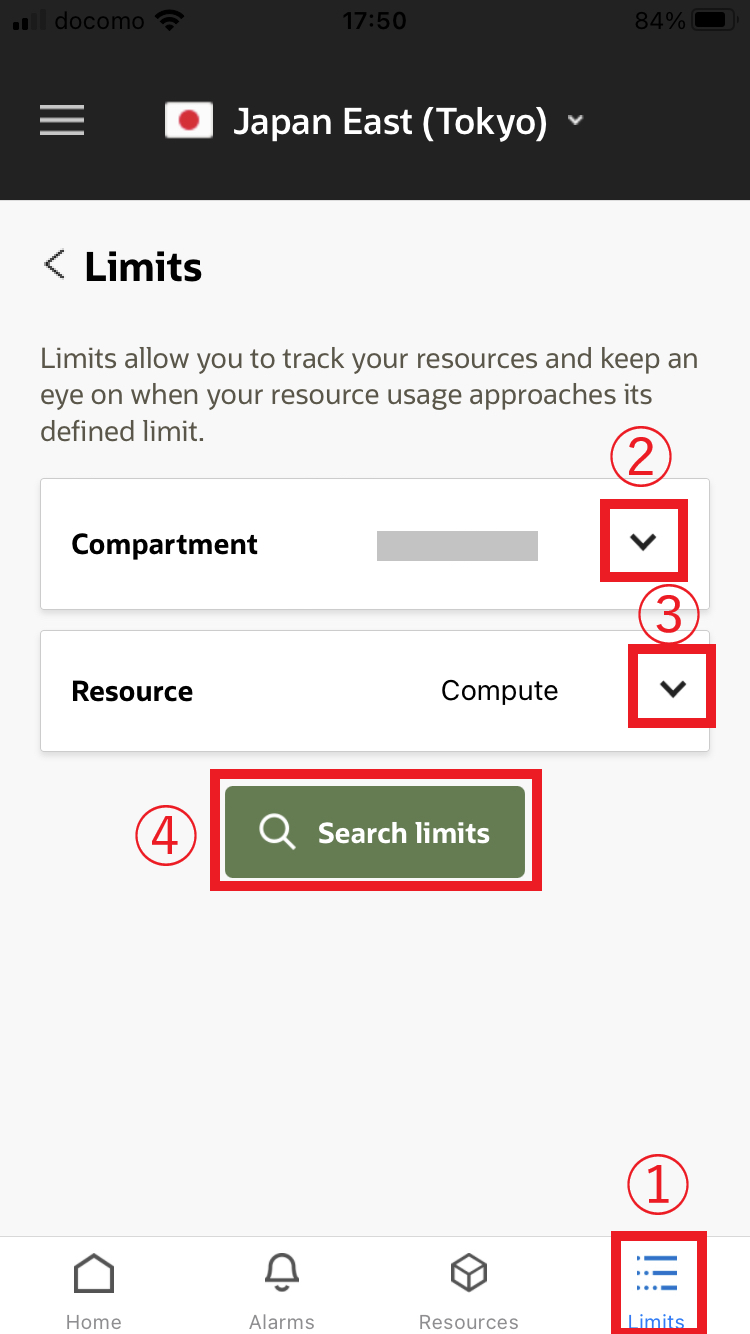 docomo 17:50 84%
Japan East (Tokyo)
Limits
Limits allow you to track your resources and keep an
eye on when your resource usage approaches its
defined limit.
②
Compartment
③
Resource Compute
④ Search limits
①
Home Alarms Resources Limits